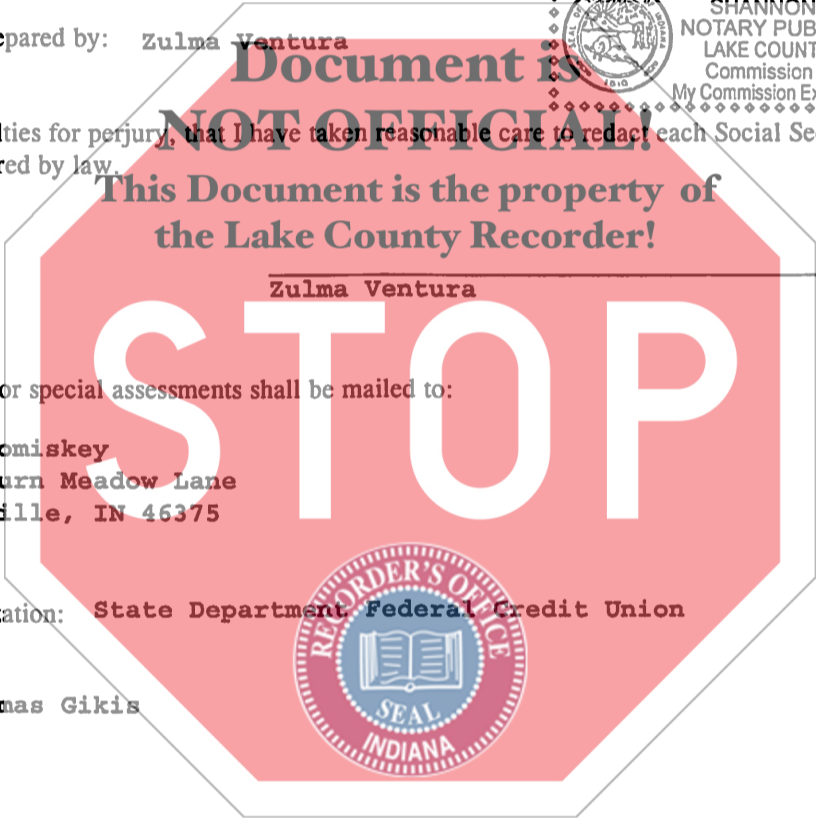 SHANNON
NOTARY PUB
LAKE COUNT
Commission
My Commission Ex
SEAL
INDIANA
epared by: Zulma Ventura
Document is
NOT OFFICIAL!
lties for perjury, that I have taken reasonable care to redact each Social Se
red by law.
This Document is the property of
the Lake County Recorder!
Zulma Ventura
STOP
or special assessments shall be mailed to:
omiskey
urn Meadow Lane
ille, IN 46375
ation: State Department Federal Credit Union
mas Gikis
RECORDER'S OFFICE
SEAL
INDIANA